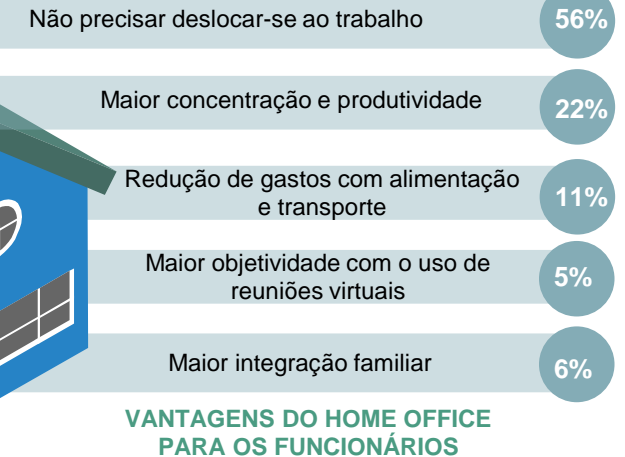 Não precisar deslocar-se ao trabalho
56%
Maior concentração e produtividade
22%
Redução de gastos com alimentação
e transporte
11%
Maior objetividade com o uso de
reuniões virtuais
5%
Maior integração familiar
6%
VANTAGENS DO HOME OFFICE
PARA OS FUNCIONÁRIOS